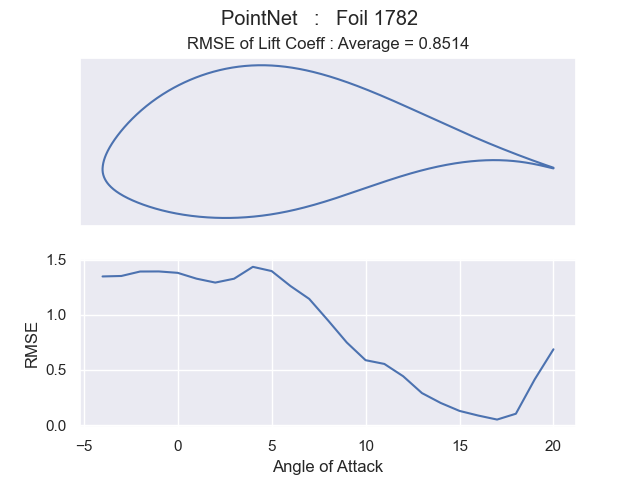 PointNet   :   Foil 1782
RMSE of Lift Coeff : Average = 0.8514
1.5
1.0
0.5
0.0
RMSE
−5 0 5 10 15 20
Angle of Attack